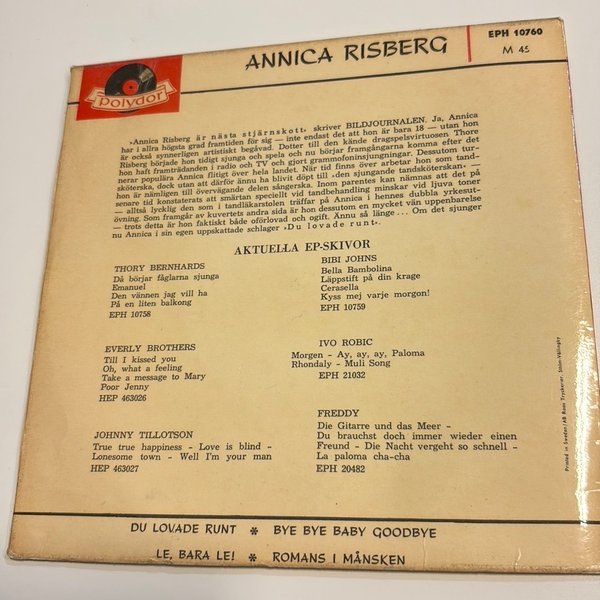 EPH 10760
ANNICA RISBERG
M 45
Polydor
»Annica Risberg är nästa stjärnskott» skriver BILDJOURNALEN. Ja, Annica
har i allra högsta grad framtiden för sig — inte endast det att hon är bara 18 — utan hon
är också synnerligen artistiskt begåvad. Dotter till den kände dragspelsvirtuosen Thore
Risberg började hon tidigt sjunga och spela och nu börjar framgångarna komma efter det
hon haft framträdanden i radio och TV och gjort grammofoninsjungningar. Dessutom tur-
nerar populära Annica flitigt över hela landet. När tid finns över arbetar hon som tand-
sköterska, dock utan att därför ännu ha blivit döpt till »den sjungande tandsköterskan» —
hon är nämligen till övervägande delen sångerska. Inom parentes kan nämnas att det på
senare tid konstaterats att smärtan speciellt vid tandbehandling minskar vid ljuva toner
— alltså lycklig den som i tandläkarstolen träffar på Annica i hennes dubbla yrkesut-
övning. Som framgår av kuvertets andra sida är hon dessutom en mycket vän uppenbarelse
— trots detta är hon faktiskt både oförlovad och ogift. Annu så länge... Om det sjunger
nu Annica i sin egen uppskattade schlager »Du lovade runt».
AKTUELLA EP-SKIVOR
THORY BERNHARDS
Då börjar fåglarna sjunga
Emanuel
Den vännen jag vill ha
På en liten balkong
EPH 10758
BIBI JOHNS
Bella Bambolina
Läppstift på din krage
Cerasella
Kyss mej varje morgon!
EPH 10759
EVERLY BROTHERS
Till I kissed you
Oh, what a feeling
Take a message to Mary
Poor Jenny
HEP 463026
IVO ROBIC
Morgen - Ay, ay, ay, Paloma
Rhondaly - Muli Song
EPH 21032
JOHNNY TILLOTSON
True true happiness - Love is blind -
Lonesome town - Well I'm your man
HEP 463027
FREDDY
Die Gitarre und das Meer -
Du brauchst doch immer wieder einen
Freund - Die Nacht vergeht so schnell -
La paloma cha-cha
EPH 20482
Printed in Sweden/AB Roos Tryckerier, Sthlm-Vällingby
DU LOVADE RUNT * BYE BYE BABY GOODBYE
LE, BARA LE! * ROMANS I MÅNSKEN